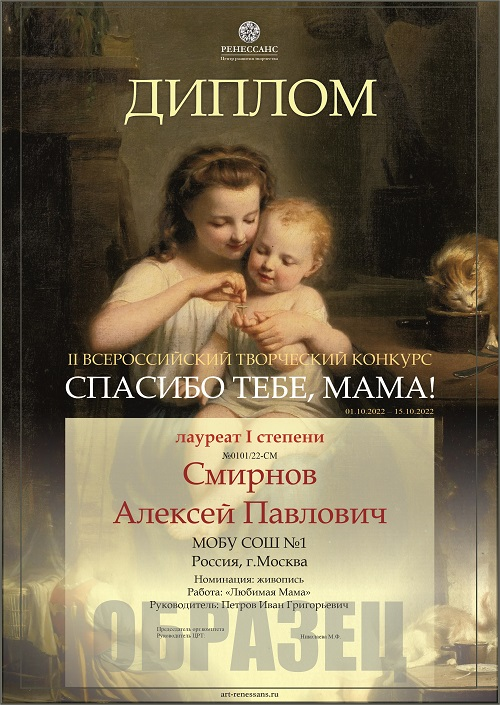 РЕНЕССАНС
Центр развития творчества
ДИПЛОМ
II ВСЕРОССИЙСКИЙ ТВОРЧЕСКИЙ КОНКУРС
СПАСИБО ТЕБЕ, МАМА!
01.10.2022 — 15.10.2022
лауреат I степени
№0101/22-СМ
Смирнов
Алексей Павлович
МОБУ СОШ №1
Россия, г.Москва
Номинация: живопись
Работа: «Любимая Мама»
Руководитель: Петров Иван Григорьевич
ОБРАЗЕЦ
Председатель оргкомитета
Руководитель ЦРТ Николаева М.Ф.
art-renessans.ru